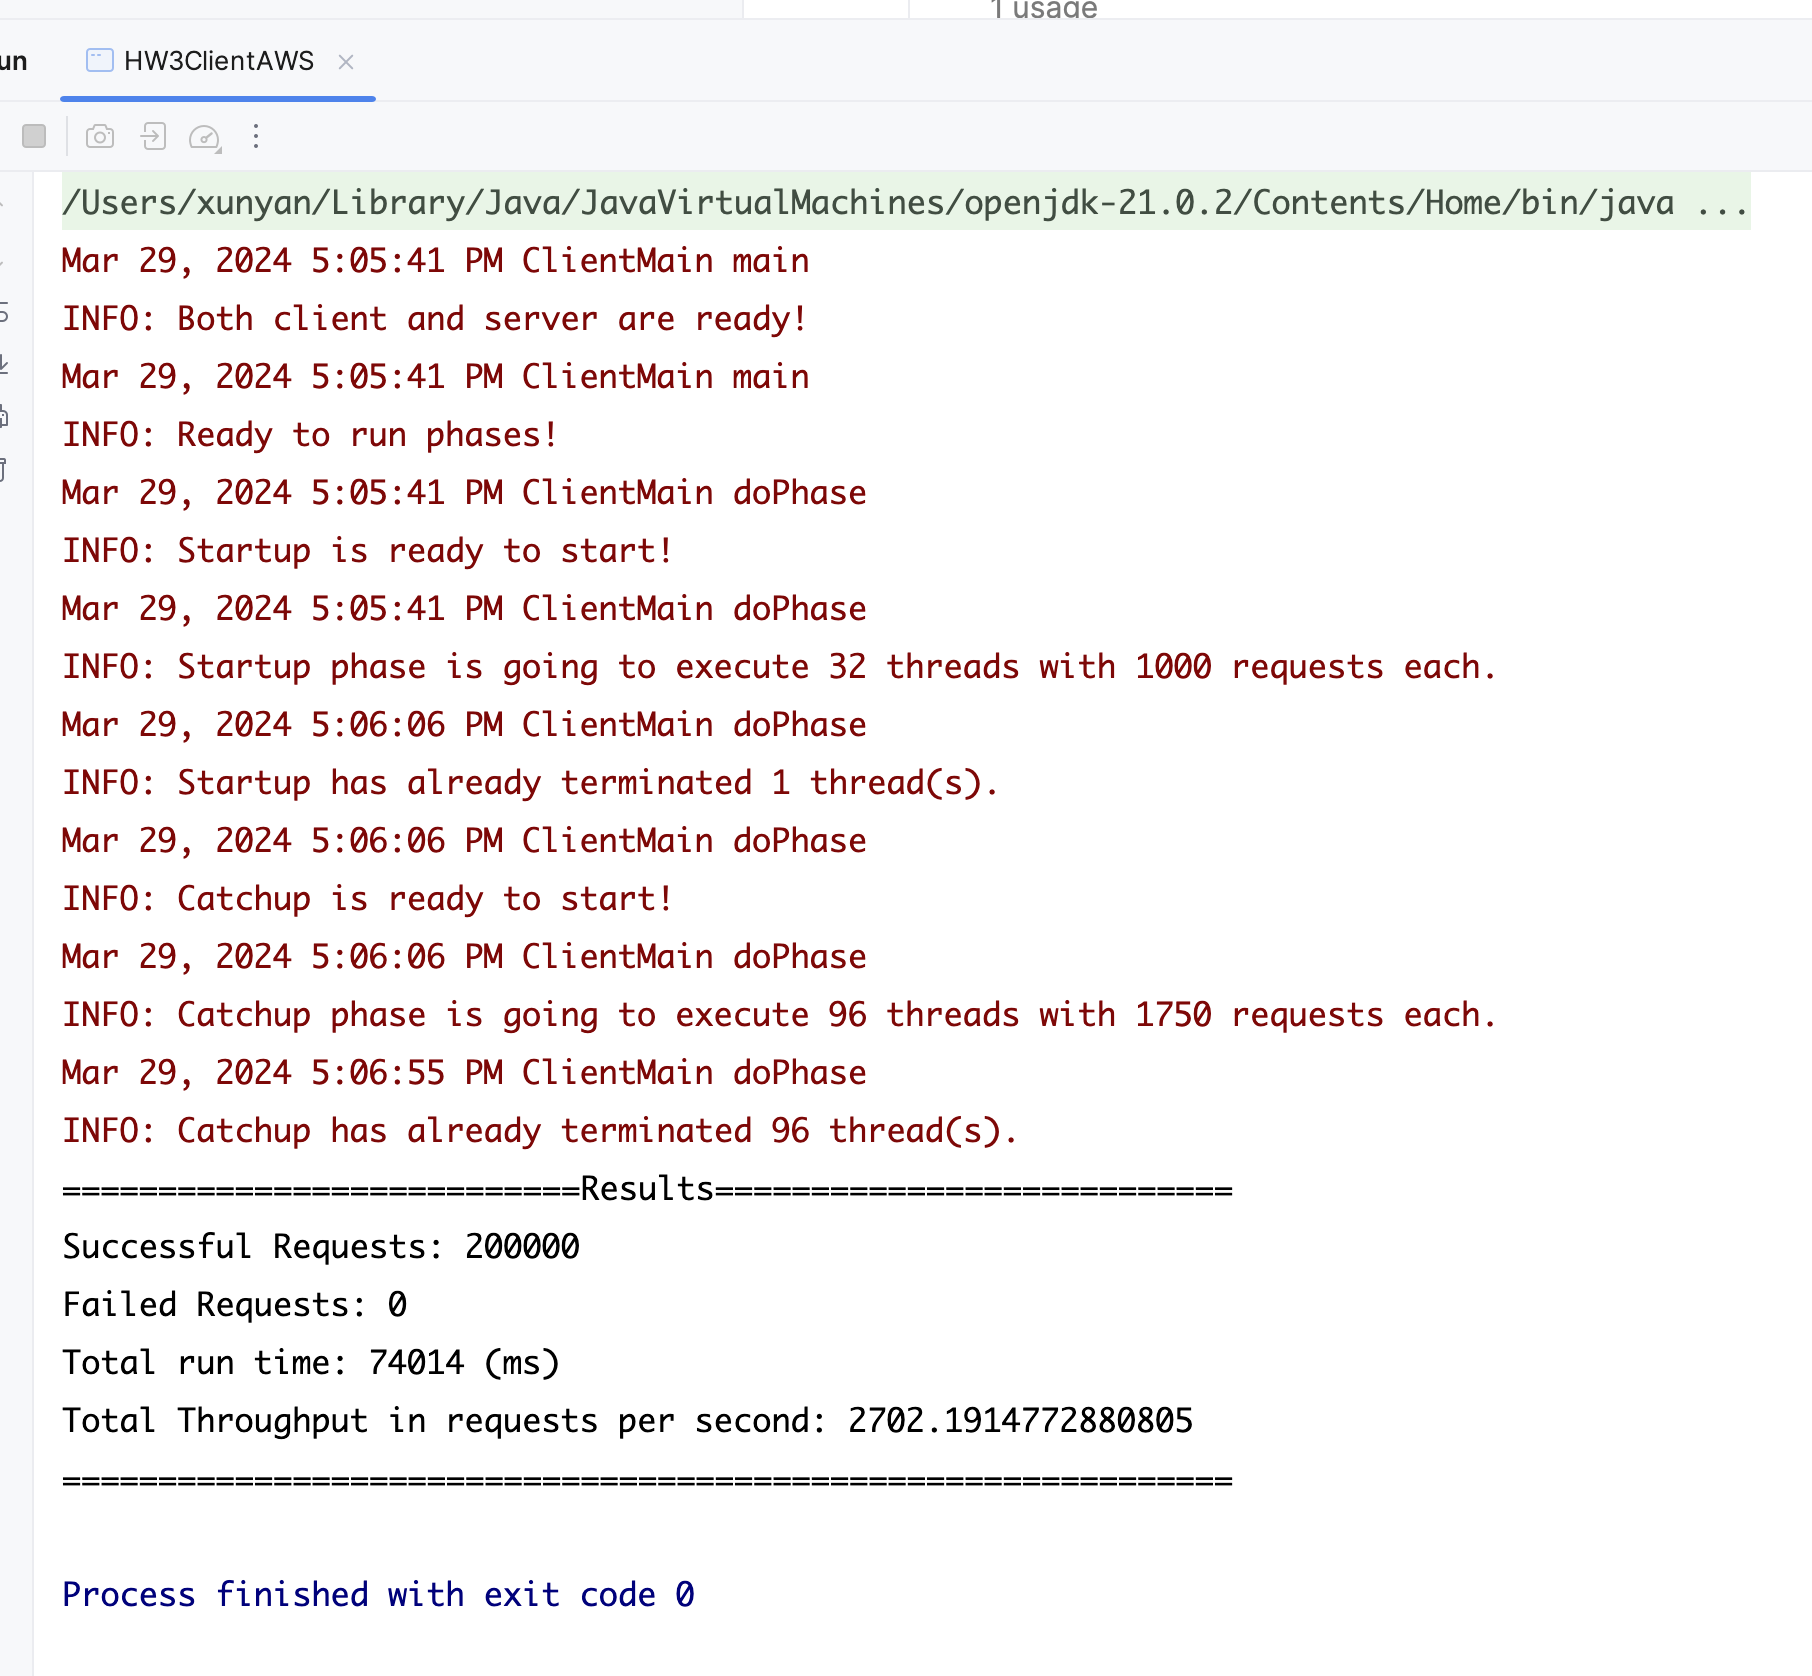 1 usage
un
HW3ClientAWS
/Users/xunyan/Library/Java/JavaVirtualMachines/openjdk-21.0.2/Contents/Home/bin/java ...
Mar 29, 2024 5:05:41 PM ClientMain main
INFO: Both client and server are ready!
Mar 29, 2024 5:05:41 PM ClientMain main
INFO: Ready to run phases!
Mar 29, 2024 5:05:41 PM ClientMain doPhase
INFO: Startup is ready to start!
Mar 29, 2024 5:05:41 PM ClientMain doPhase
INFO: Startup phase is going to execute 32 threads with 1000 requests each.
Mar 29, 2024 5:06:06 PM ClientMain doPhase
INFO: Startup has already terminated 1 thread(s).
Mar 29, 2024 5:06:06 PM ClientMain doPhase
INFO: Catchup is ready to start!
Mar 29, 2024 5:06:06 PM ClientMain doPhase
INFO: Catchup phase is going to execute 96 threads with 1750 requests each.
Mar 29, 2024 5:06:55 PM ClientMain doPhase
INFO: Catchup has already terminated 96 thread(s).
===========================Results===========================
Successful Requests: 200000
Failed Requests: 0
Total run time: 74014 (ms)
Total Throughput in requests per second: 2702.1914772880805
=============================================================
Process finished with exit code 0